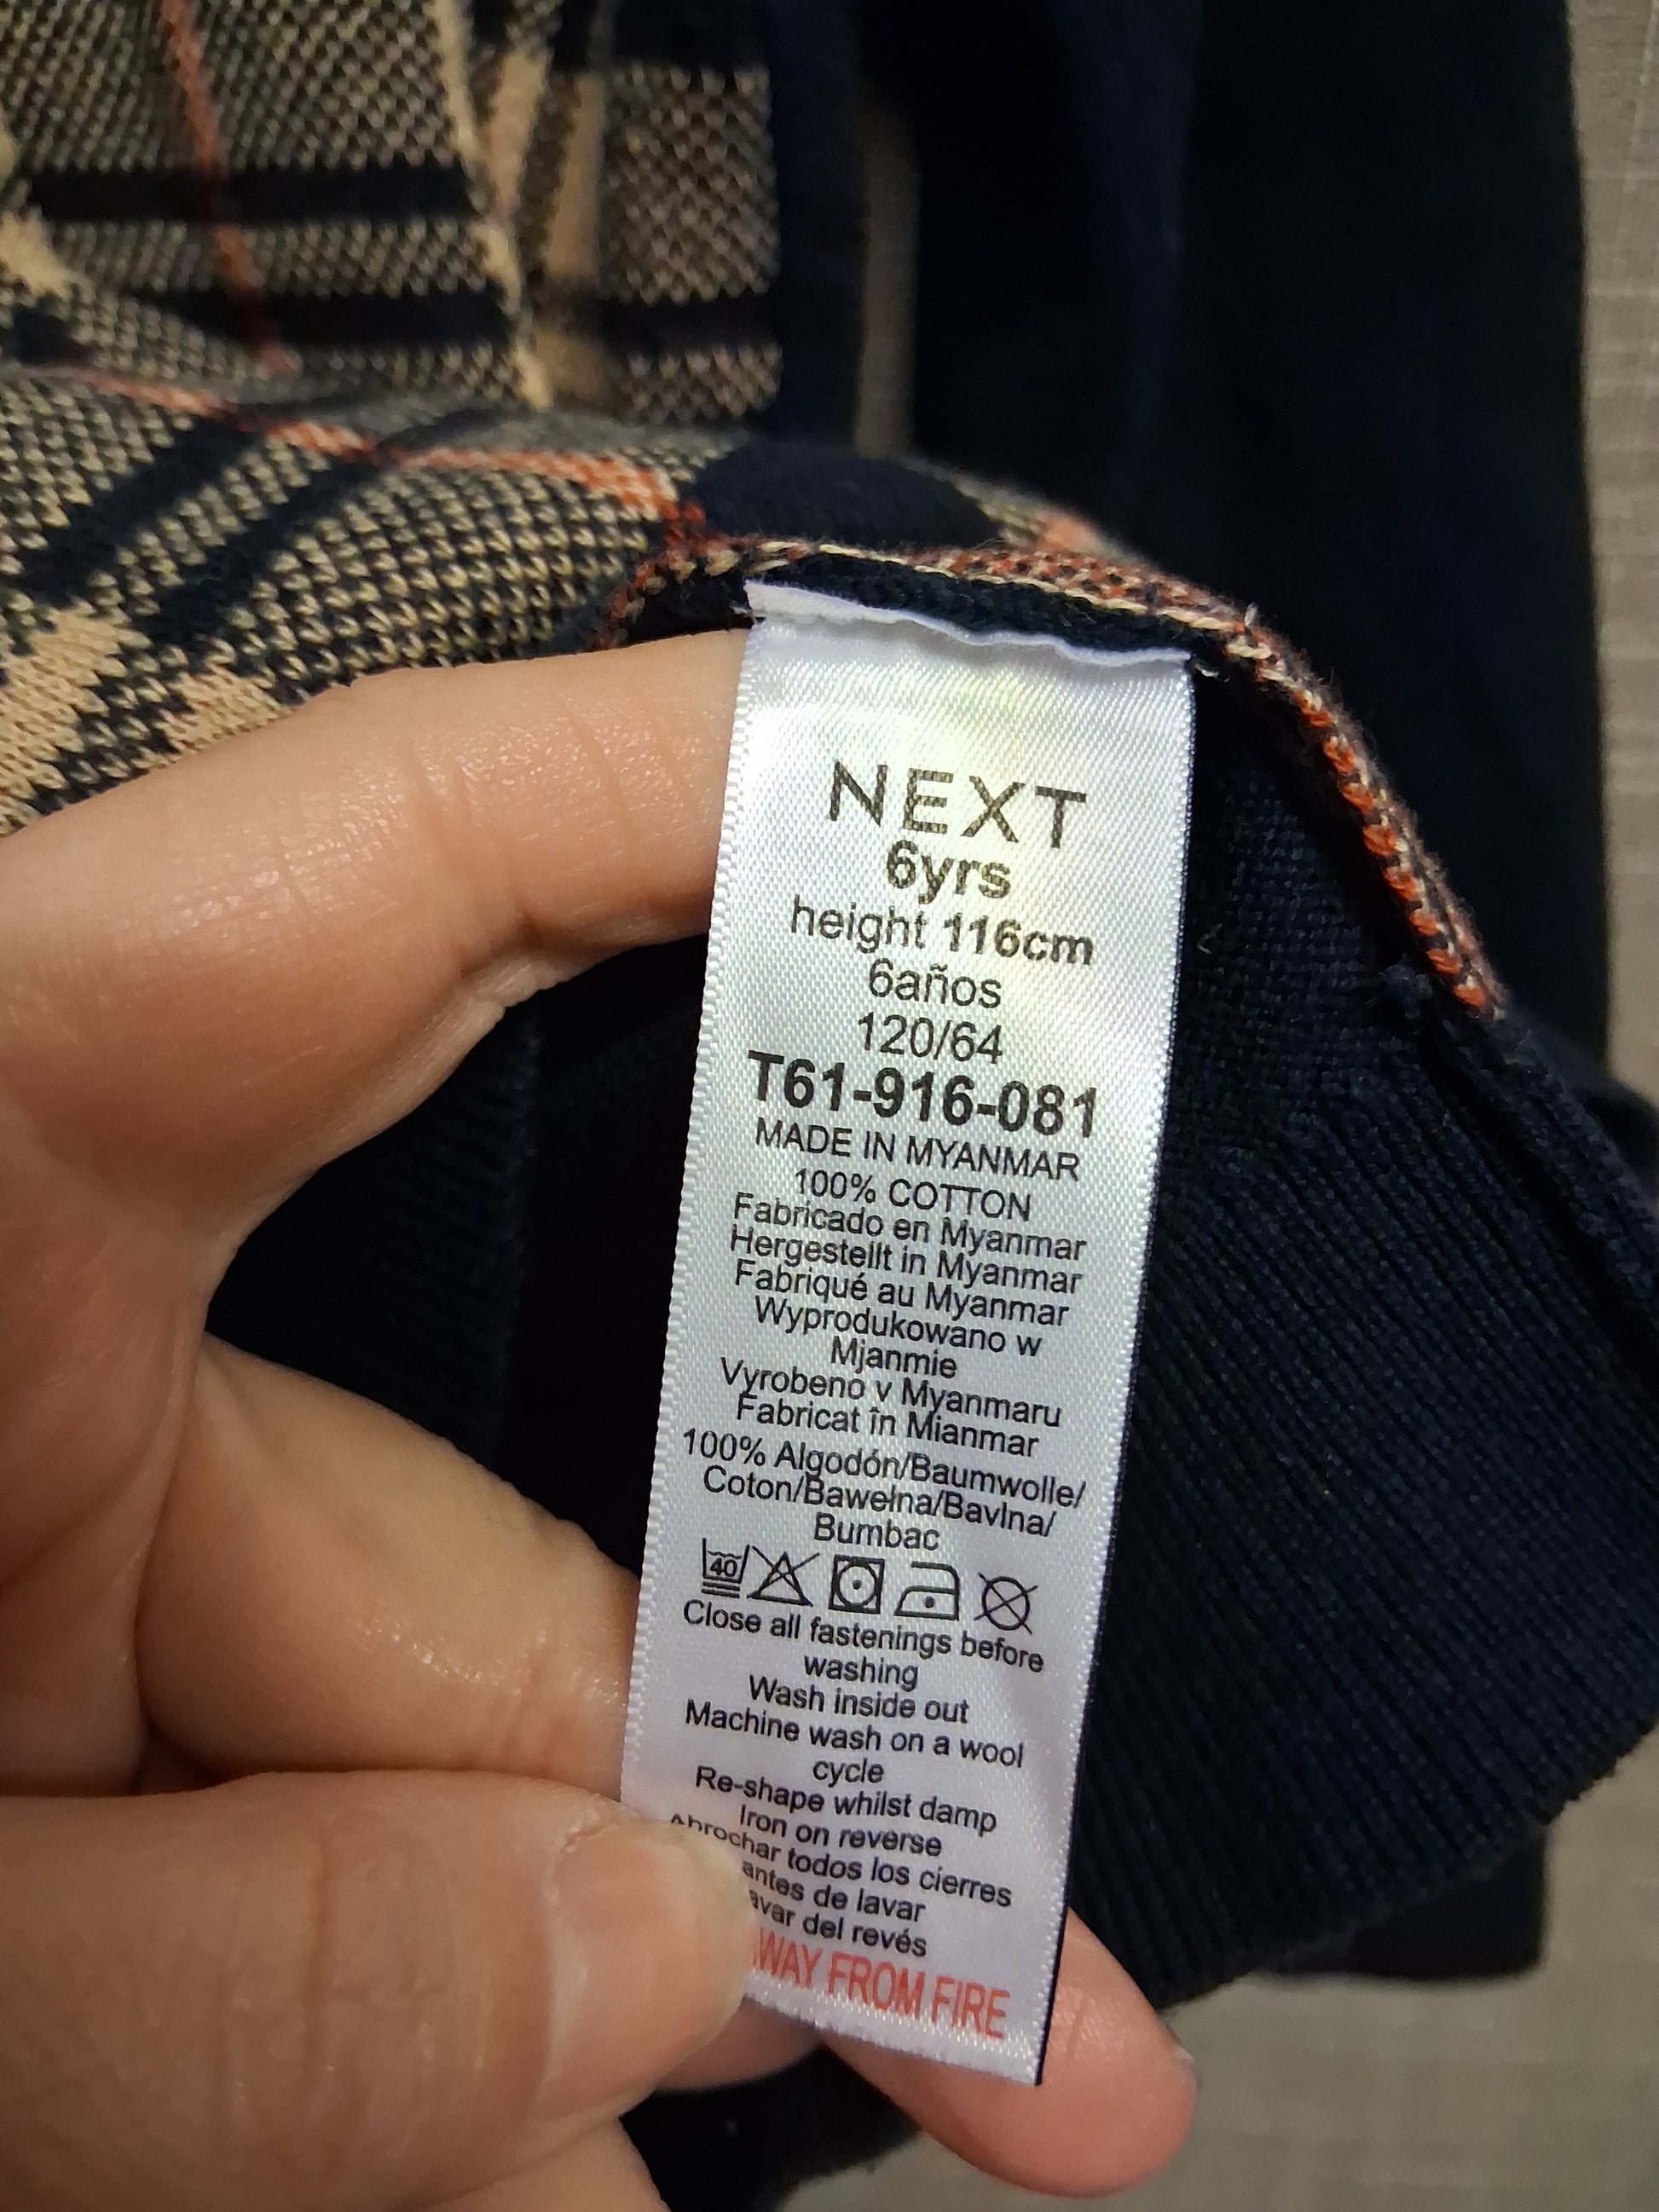 NEXT
6yrs
height 116cm
6años
120/64
T61-916-081
MADE IN MYANMAR
100% COTTON
Fabricado en Myanmar
Hergestellt in Myanmar
Fabriqué au Myanmar
Wyprodukowano w
Mjanmie
Vyrobeno v Myanmaru
Fabricat în Mianmar
100% Algodón/Baumwolle/
Coton/Bawełna/Bavlna/
Bumbac
40
Close all fastenings before
washing
Wash inside out
Machine wash on a wool
cycle
Re-shape whilst damp
Iron on reverse
Abrochar todos los cierres
antes de lavar
avar del revés
WAY FROM FIRE